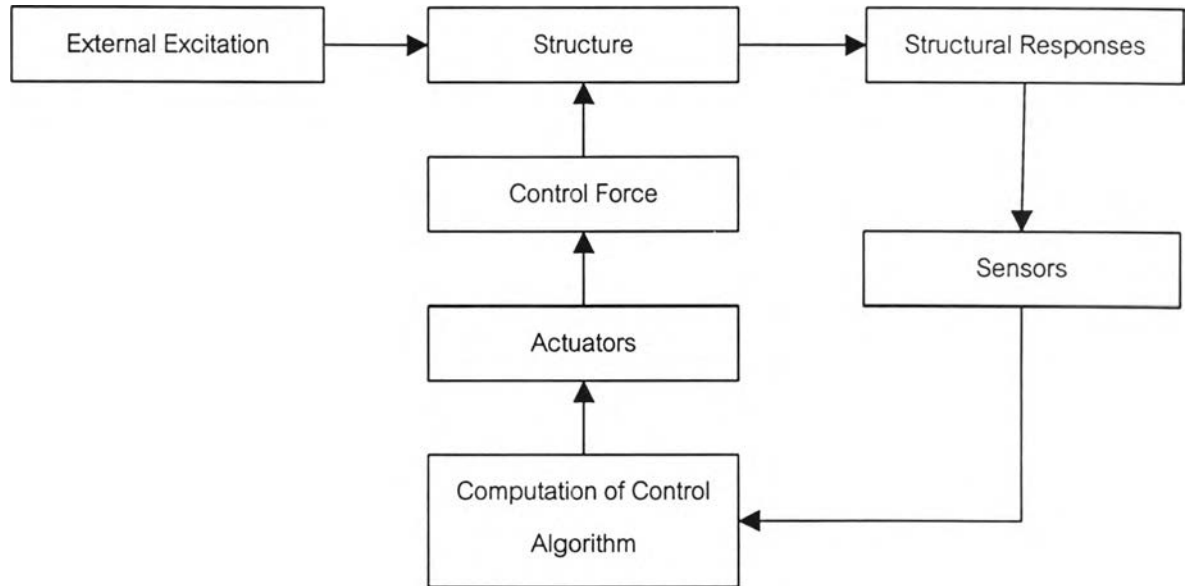 External Excitation
Structure
Structural Responses
Control Force
Sensors
Actuators
Computation of Control
Algorithm